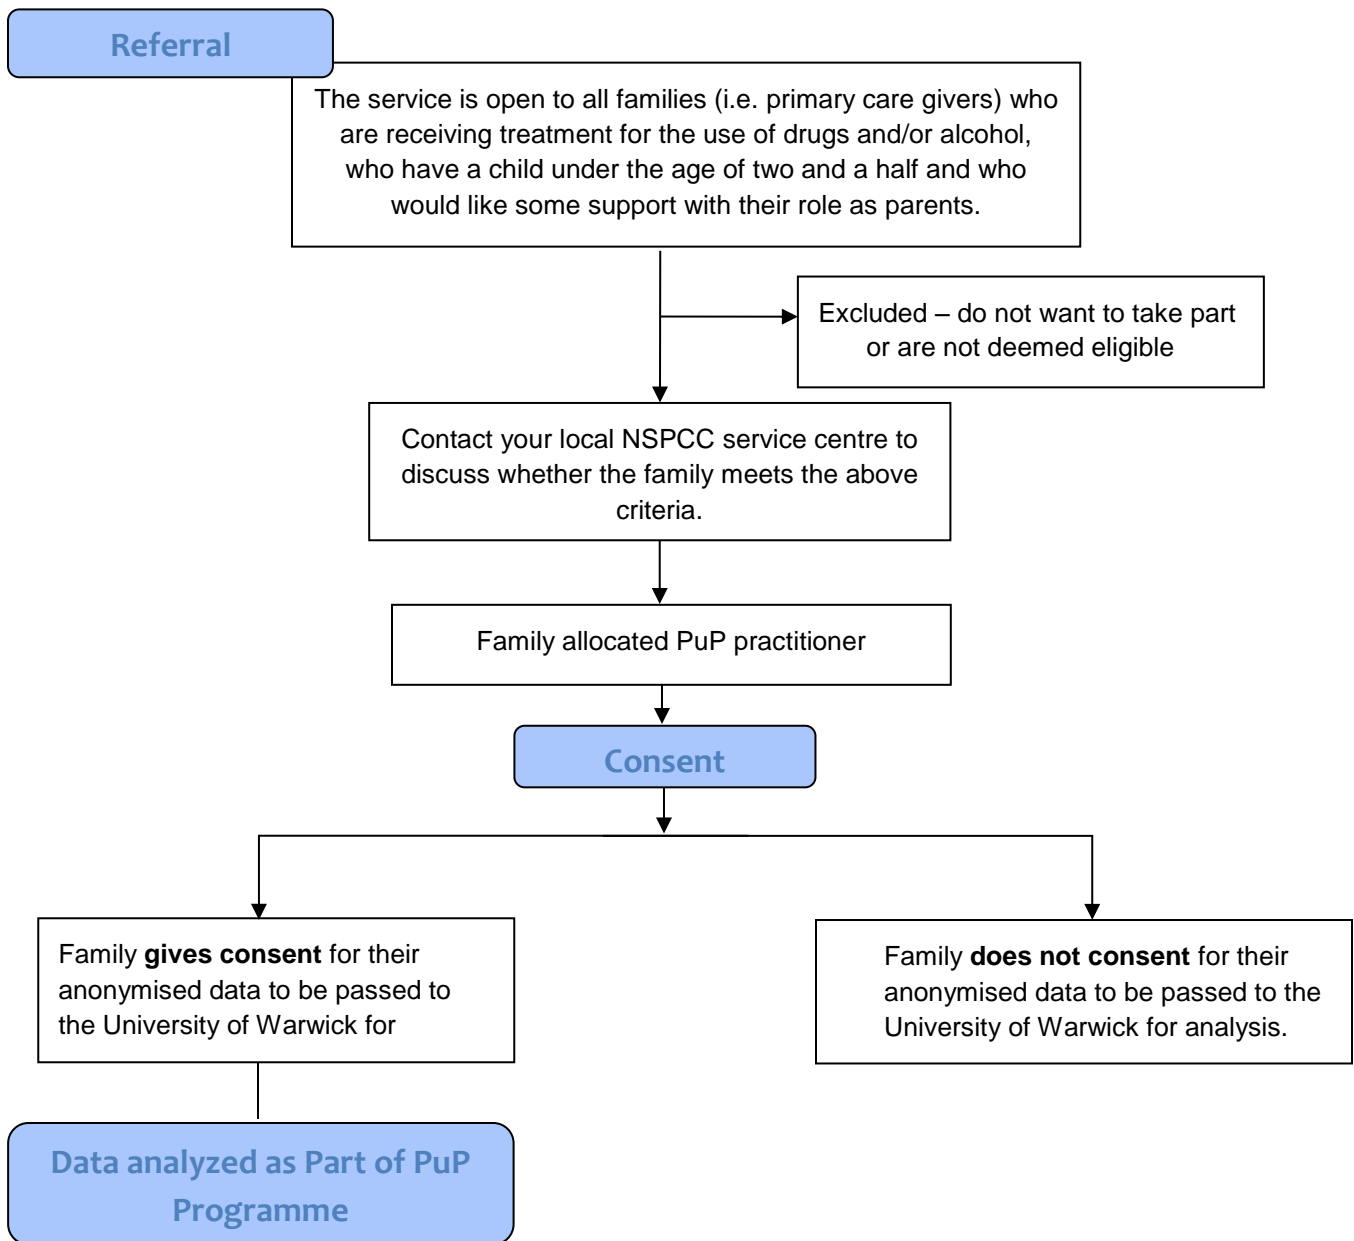 Referral
The service is open to all families (i.e. primary care givers) who
are receiving treatment for the use of drugs and/or alcohol,
who have a child under the age of two and a half and who
would like some support with their role as parents.
Excluded – do not want to take part
or are not deemed eligible
Contact your local NSPCC service centre to
discuss whether the family meets the above
criteria.
Family allocated PuP practitioner
Consent
Family gives consent for their
anonymised data to be passed to
the University of Warwick for
Family does not consent for their
anonymised data to be passed to the
University of Warwick for analysis.
Data analyzed as Part of PuP
Programme